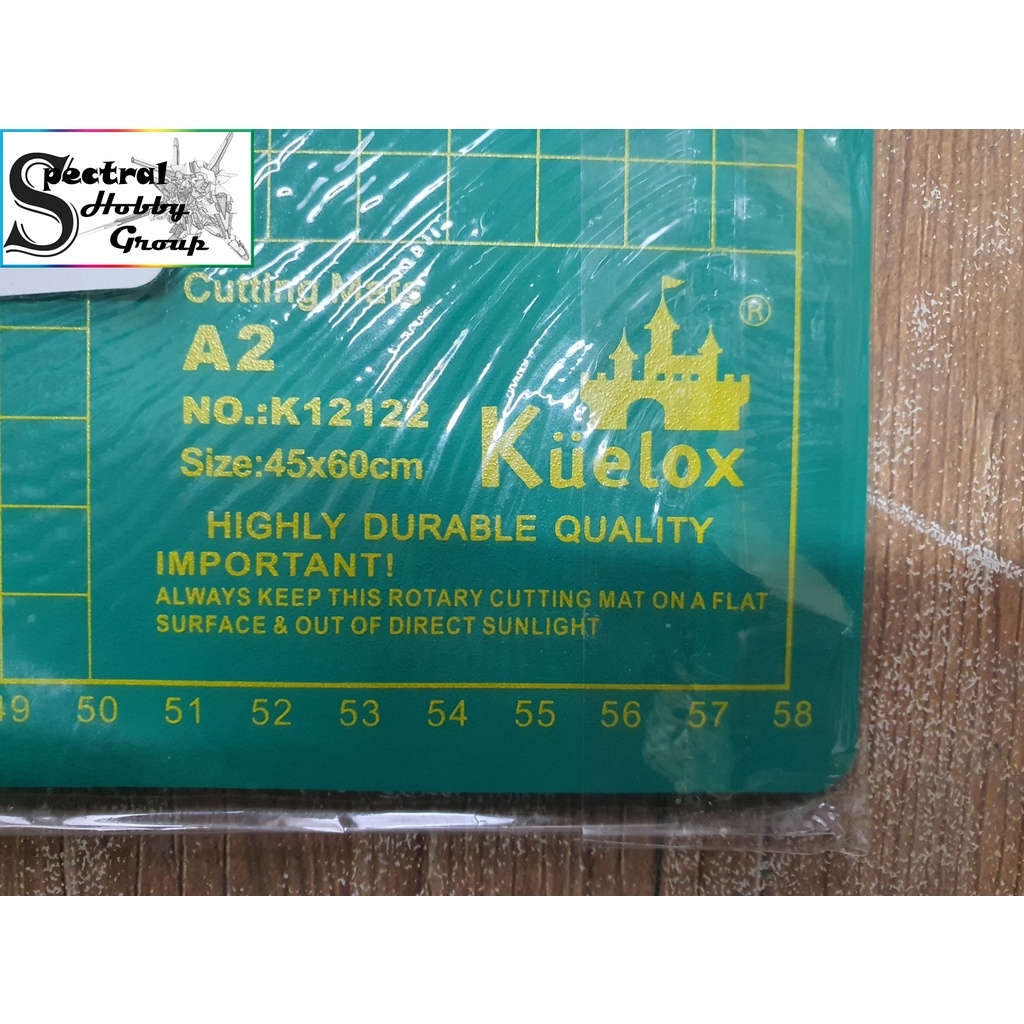 Spectral
Hobby
Group
Cutting Mats
A2
NO.:K12122
Size:45x60cm
®
Küelox
HIGHLY DURABLE QUALITY
IMPORTANT!
ALWAYS KEEP THIS ROTARY CUTTING MAT ON A FLAT
SURFACE & OUT OF DIRECT SUNLIGHT
49 50 51 52 53 54 55 56 57 58